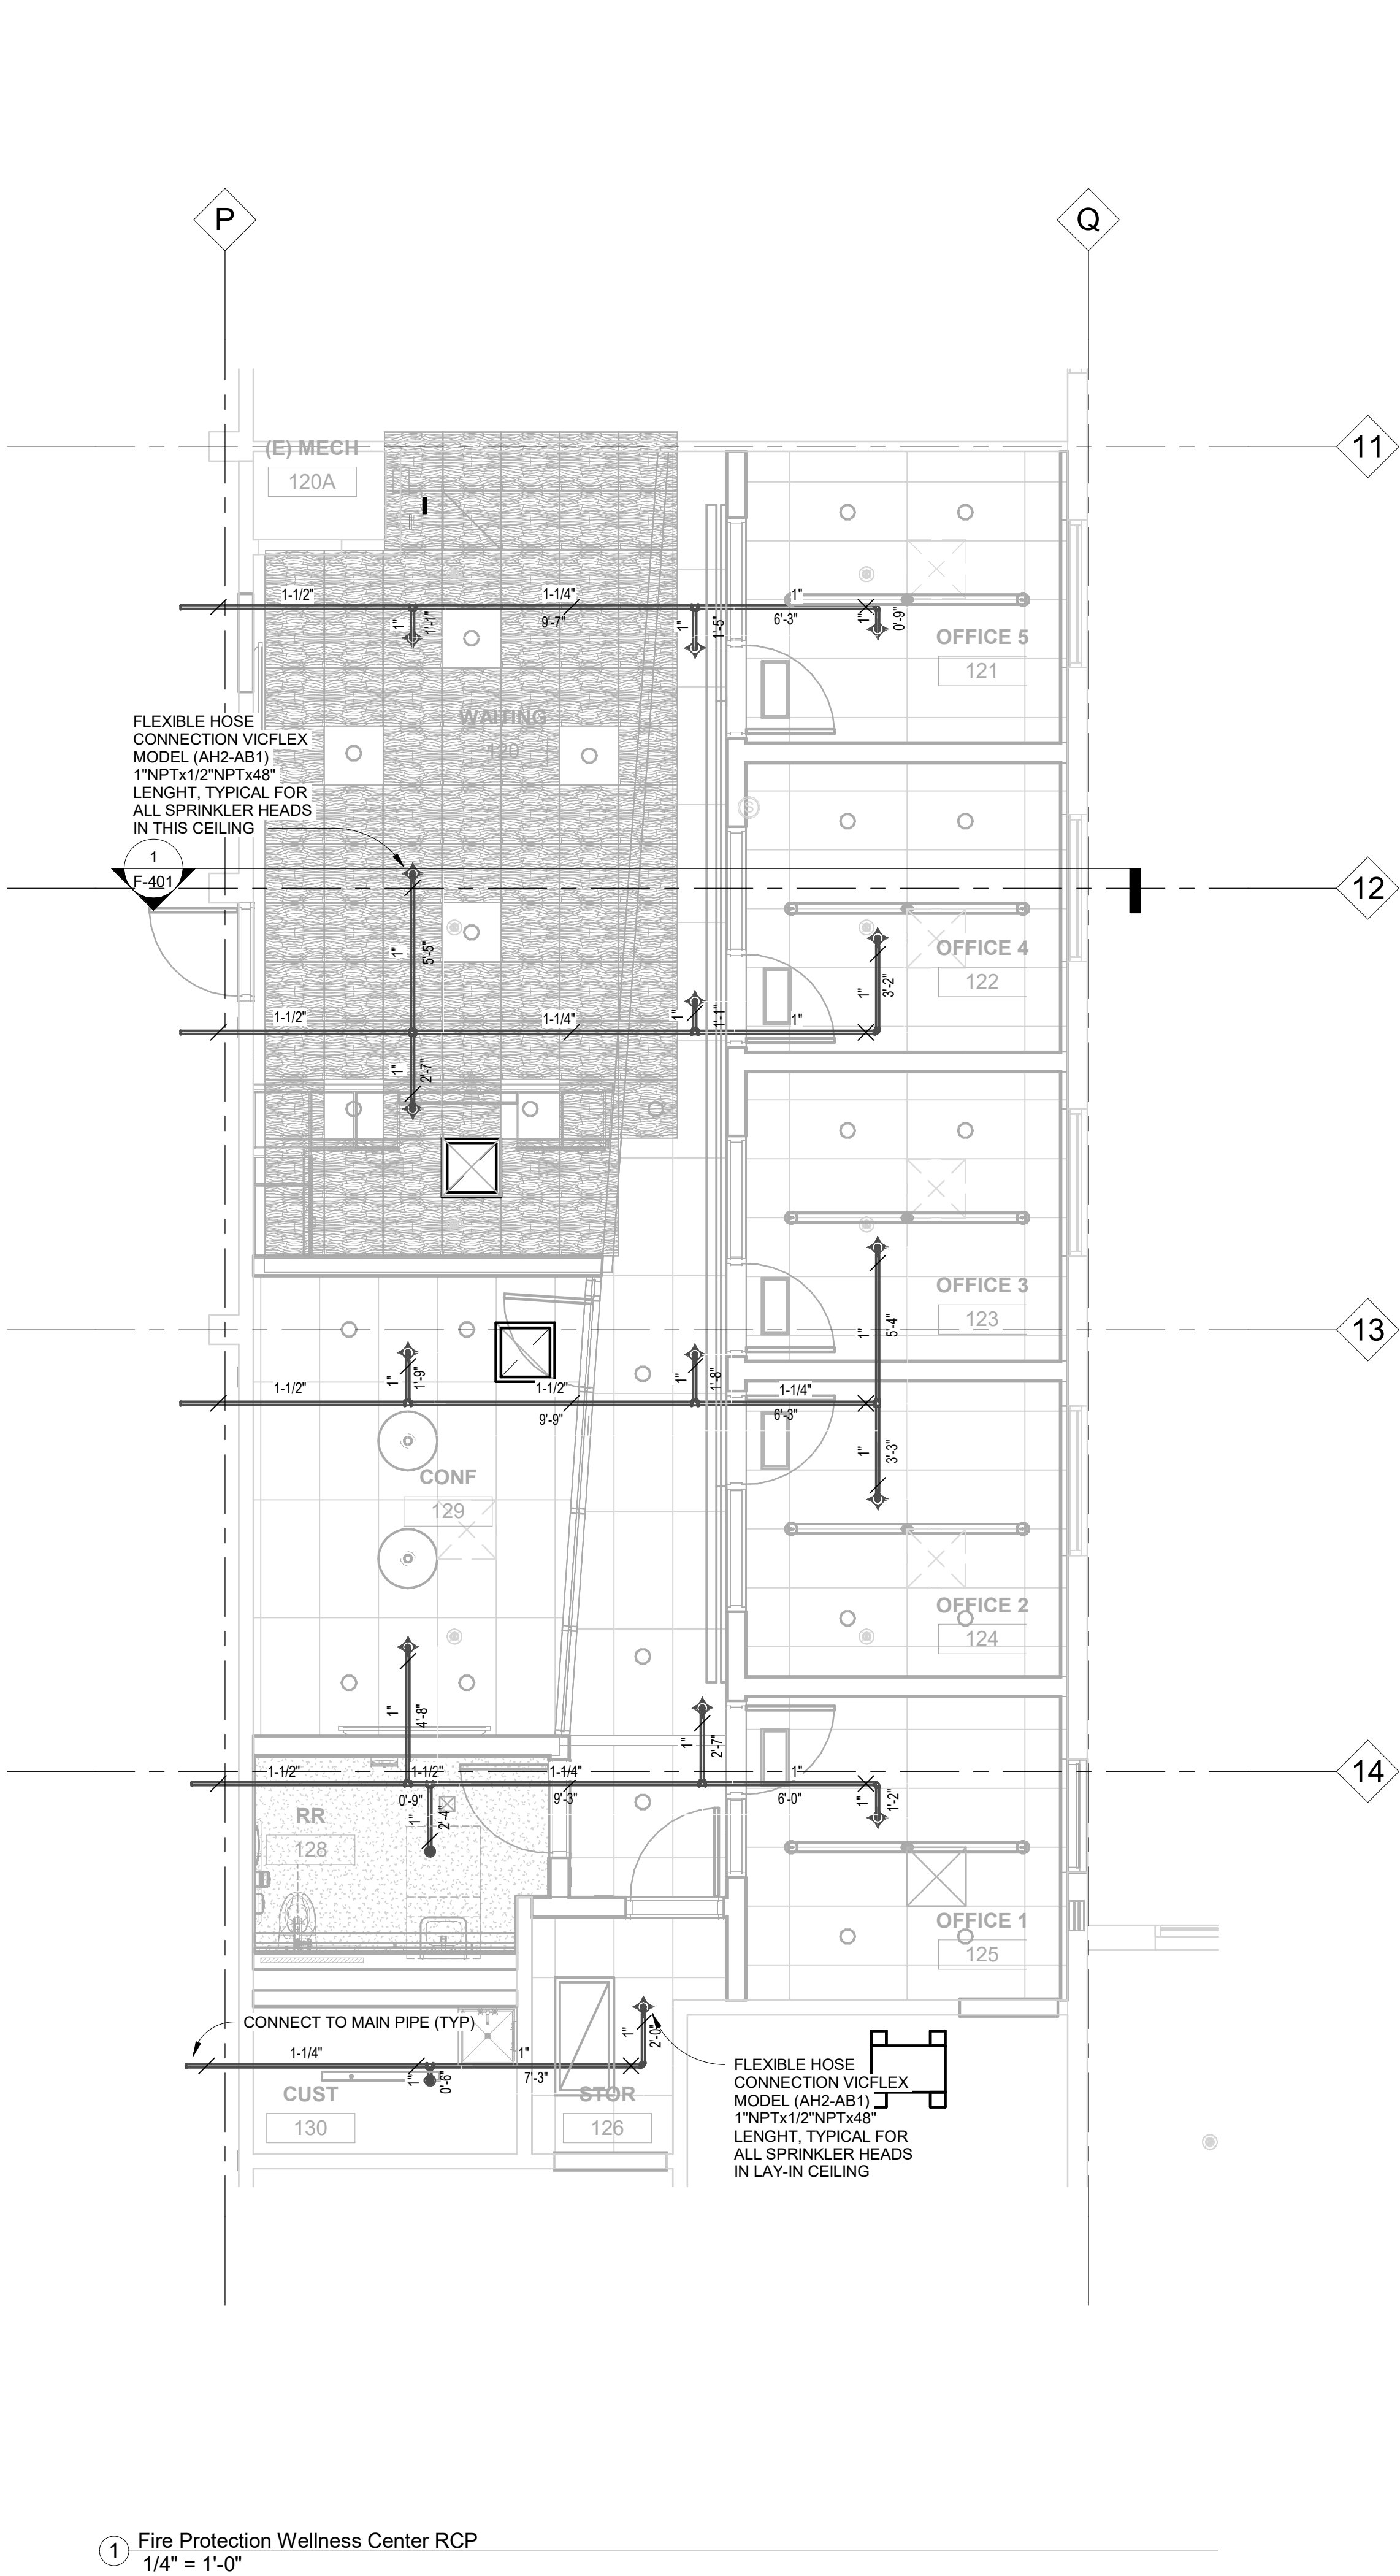 P
Q
11
(E) MECH
120A
1-1/2"
1-1/4"
1"
9'-7"
6'-3"
1"
1'-1"
1"
1'-5"
1"
0'-9"
OFFICE 5
121
WAITING
120
FLEXIBLE HOSE
CONNECTION VICFLEX
MODEL (AH2-AB1)
1"NPTx1/2"NPTx48"
LENGHT, TYPICAL FOR
ALL SPRINKLER HEADS
IN THIS CEILING
S
1
F-401
12
1"
5'-5"
OFFICE 4
122
1"
3'-2"
1-1/2"
1-1/4"
1"
1'-1"
1"
1"
2'-7"
OFFICE 3
123
13
1"
5'-4"
1"
1'-9"
1"
1'-8"
1-1/2"
1-1/2"
1-1/4"
9'-9"
6'-3"
1"
3'-3"
CONF
129
OFFICE 2
124
1"
4'-8"
1"
2'-7"
14
1-1/2"
1-1/2"
1-1/4"
1"
0'-9"
9'-3"
6'-0"
1"
1'-2"
1"
2'-4"
RR
128
OFFICE 1
125
CONNECT TO MAIN PIPE (TYP)
1-1/4"
1"
1"
2'-0"
7'-3"
1"
0'-6"
CUST
130
STOR
126
FLEXIBLE HOSE
CONNECTION VICFLEX
MODEL (AH2-AB1)
1"NPTx1/2"NPTx48"
LENGHT, TYPICAL FOR
ALL SPRINKLER HEADS
IN LAY-IN CEILING
1
Fire Protection Wellness Center RCP
1/4" = 1'-0"